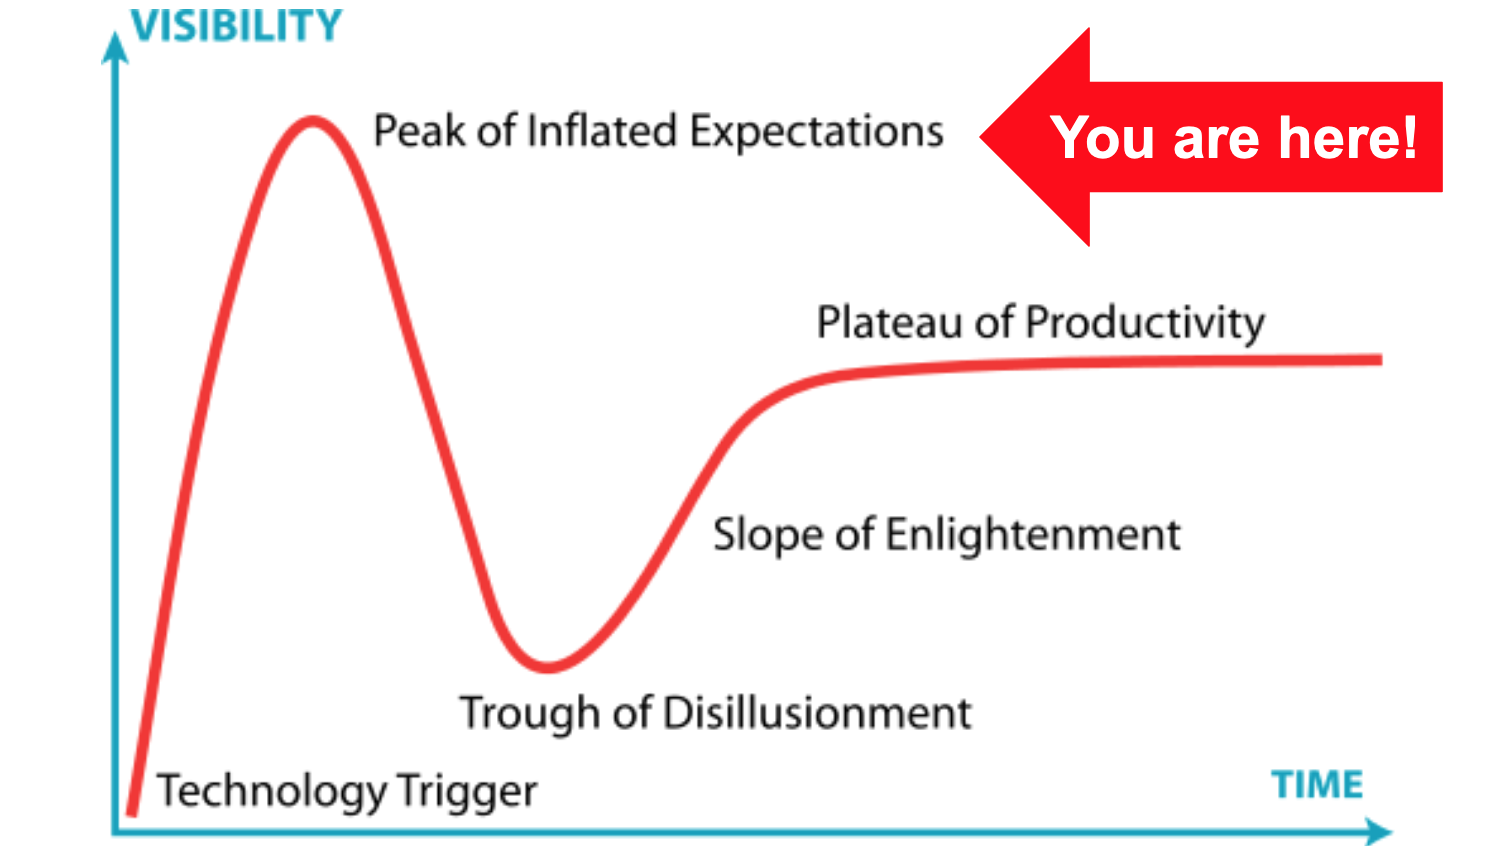 VISIBILITY
Peak of Inflated Expectations
You are here!
Plateau of Productivity
Slope of Enlightenment
Trough of Disillusionment
Technology Trigger
TIME